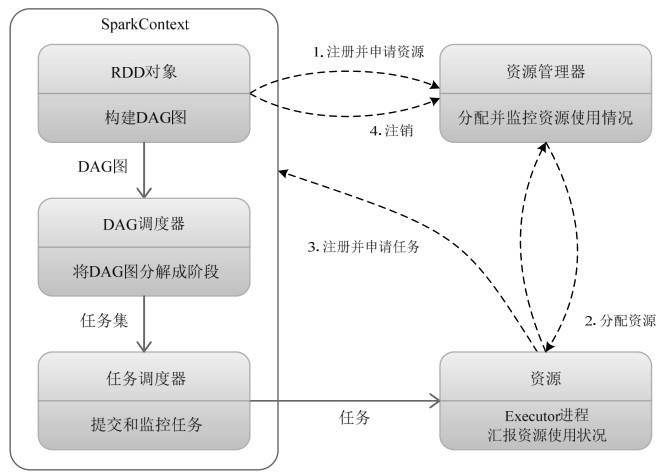 SparkContext
RDD对象
构建DAG图
DAG图
DAG调度器
将DAG图分解成阶段
任务集
任务调度器
提交和监控任务
1. 注册并申请资源
4. 注销
3. 注册并申请任务
任务
资源管理器
分配并监控资源使用情况
2. 分配资源
资源
Executor进程
汇报资源使用状况